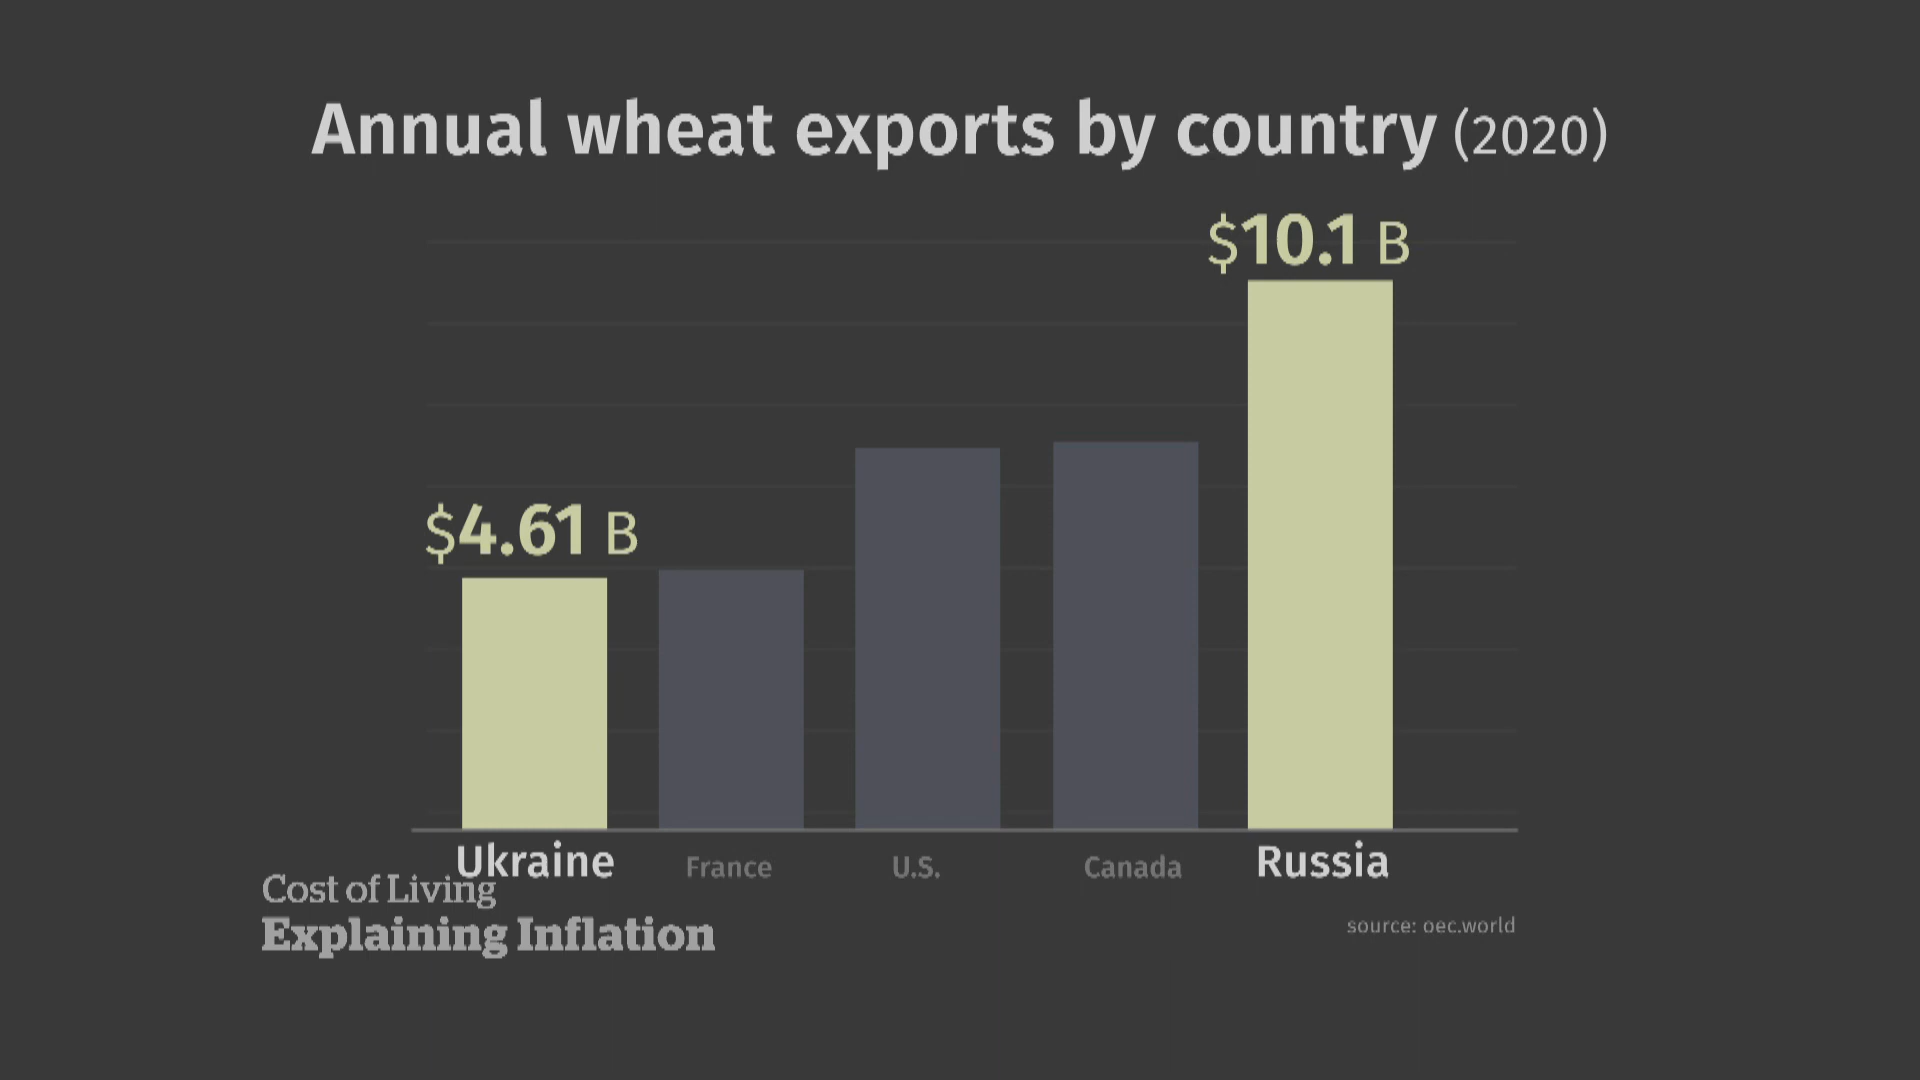 Annual wheat exports by country (2020)
$10.1 B
$4.61 B
Ukraine France U.S. Canada Russia
Cost of Living
Explaining Inflation
source: oec.world